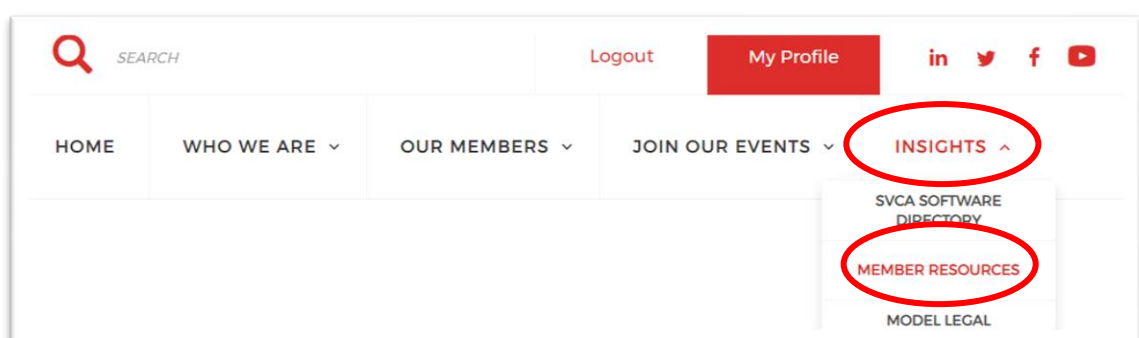 SEARCH
Logout
My Profile
in
f
HOME
WHO WE ARE
OUR MEMBERS
JOIN OUR EVENTS
INSIGHTS
SVCA SOFTWARE
DIRECTORY
MEMBER RESOURCES
MODEL LEGAL